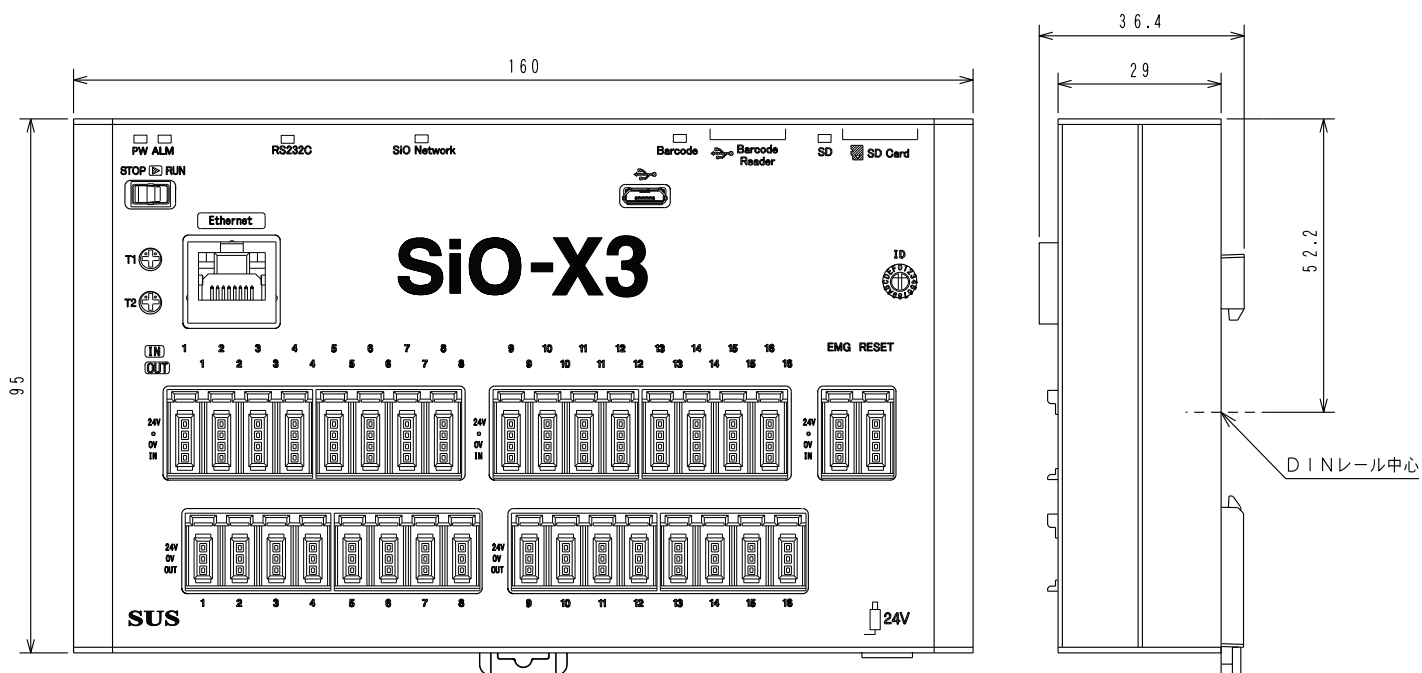 160
36.4
29
95
52.2
PW ALM
RS232C
SiO Network
Barcode
Barcode Reader
SD
SD Card
STOP RUN
Ethernet
SiO-X3
T1
T2
ID
IN 1 2 3 4 5 6 7 8 9 10 11 12 13 14 15 16
OUT 1 2 3 4 5 6 7 8 9 10 11 12 13 14 15 16
EMG RESET
24V
0V
IN
24V
0V
IN
24V
0V
IN
DINレール中心
24V
0V
OUT
24V
0V
OUT
1 2 3 4 5 6 7 8 9 10 11 12 13 14 15 16
SUS
24V